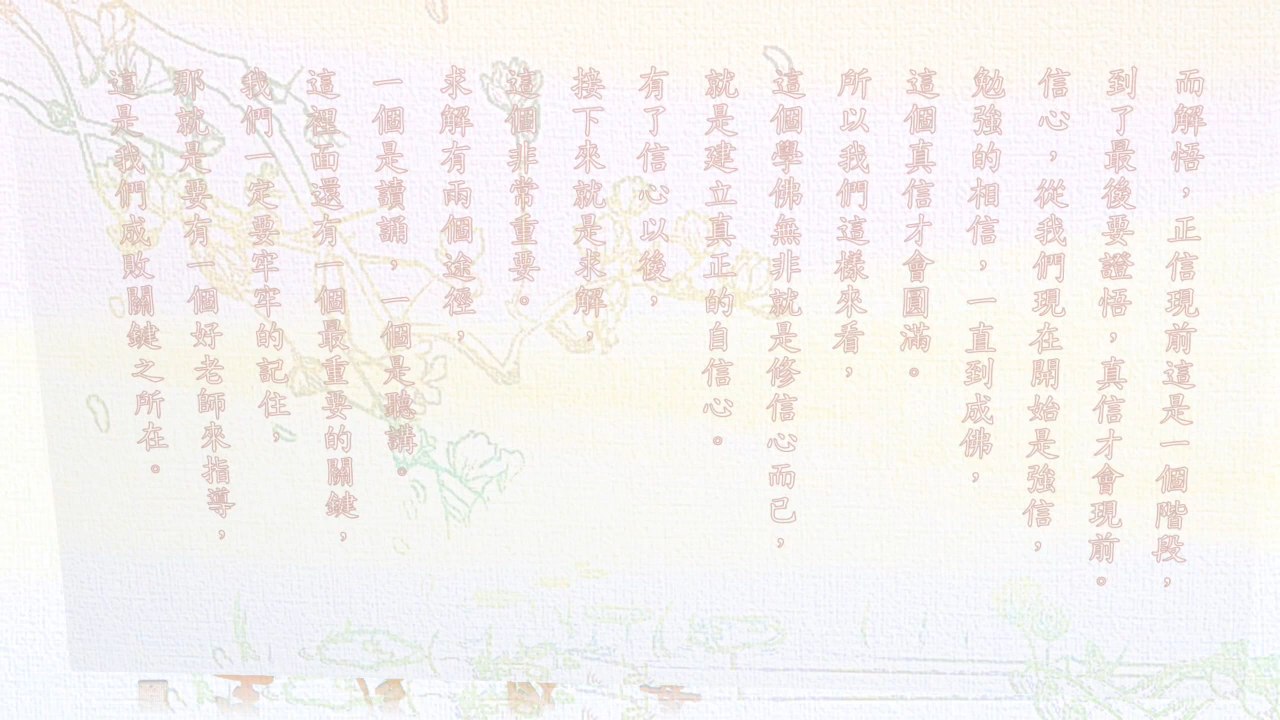 而解悟，正信現前這是一個階段，
到了最後要證悟，真信才會現前。
信心，從我們現在開始是強信，
勉強的相信，一直到成佛，
這個真信才會圓滿。
所以我們這樣來看，
這個學佛無非就是修信心而已，
就是建立真正的自信心。
有了信心以後，
接下來就是求解，
這個非常重要。
求解有兩個途徑，
一個是讀誦，一個是聽講。
這裡面還有一個最重要的關鍵，
我們一定要牢牢的記住，
那就是要有一個好老師來指導，
這是我們成敗關鍵之所在。